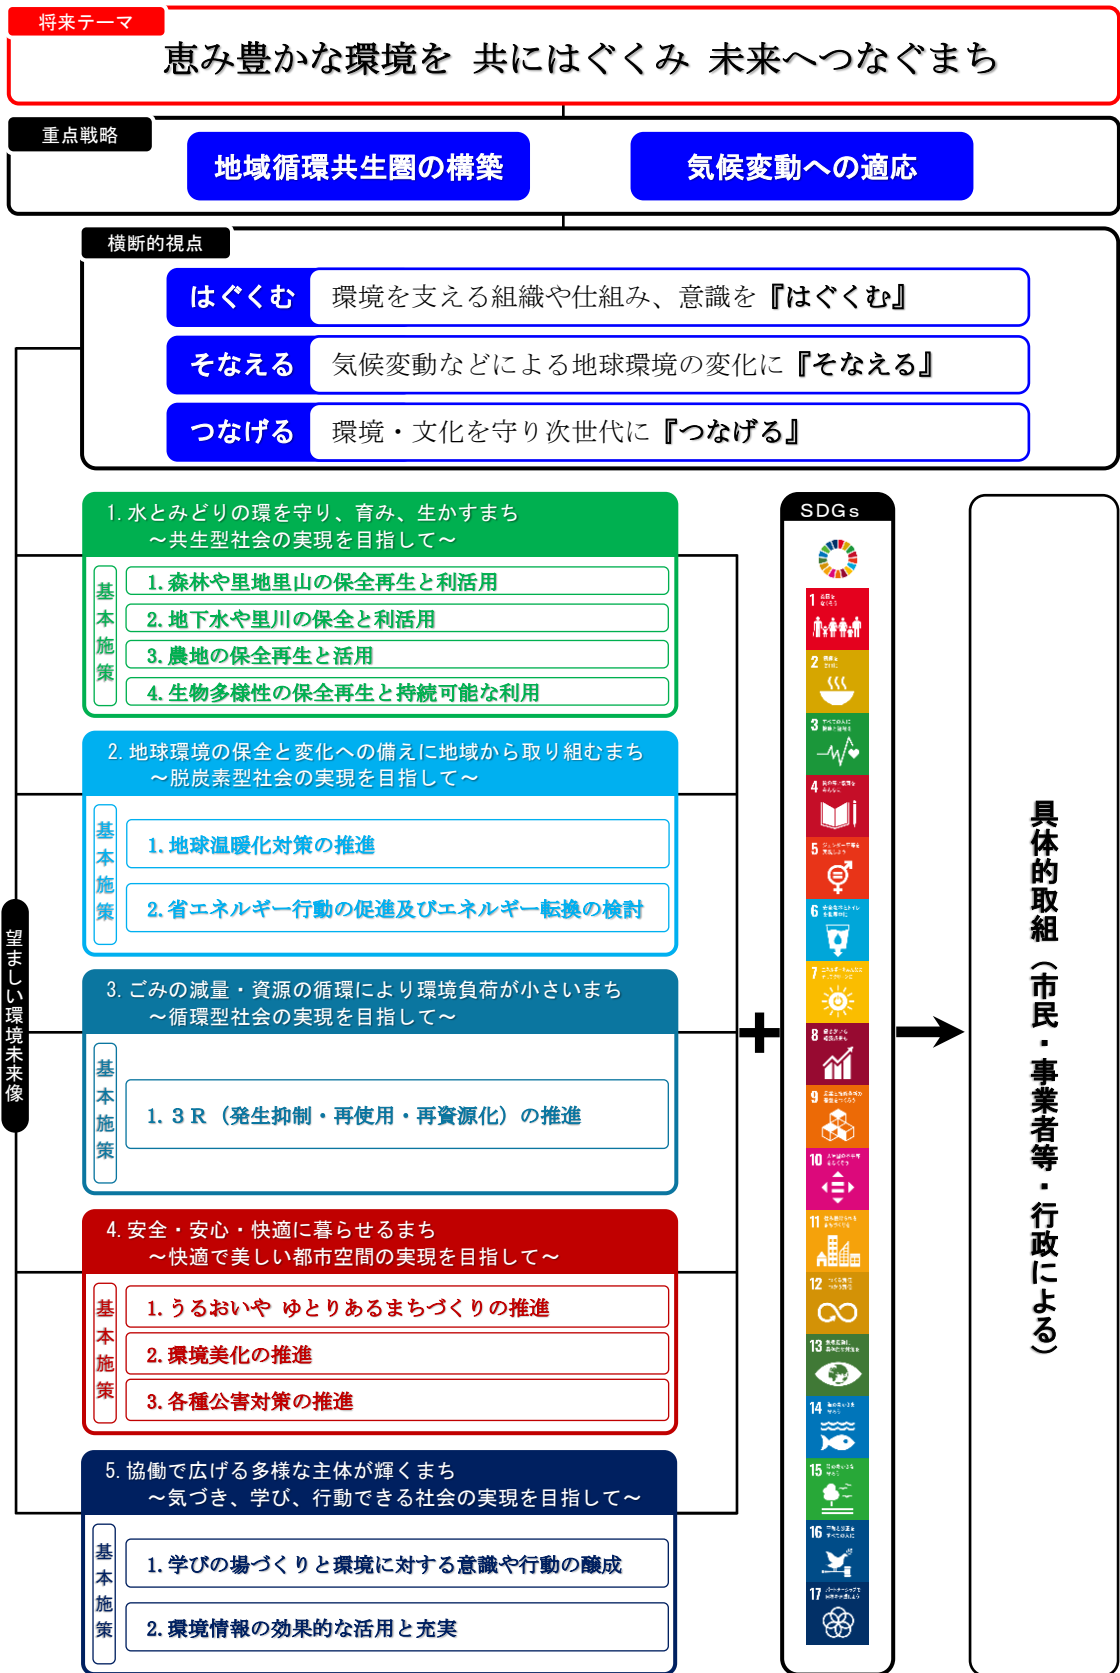 将来テーマ
恵み豊かな環境を 共にはぐくみ 未来へつなぐまち
重点戦略
地域循環共生圏の構築
気候変動への適応
横断的視点
はぐくむ
環境を支える組織や仕組み、意識を『はぐくむ』
そなえる
気候変動などによる地球環境の変化に『そなえる』
つなげる
環境・文化を守り次世代に『つなげる』
望ましい環境未来像
1. 水とみどりの環を守り、育み、生かすまち
～共生型社会の実現を目指して～
基本施策
1. 森林や里地里山の保全再生と利活用
2. 地下水や里川の保全と利活用
3. 農地の保全再生と活用
4. 生物多様性の保全再生と持続可能な利用
2. 地球環境の保全と変化への備えに地域から取り組むまち
～脱炭素型社会の実現を目指して～
基本施策
1. 地球温暖化対策の推進
2. 省エネルギー行動の促進及びエネルギー転換の検討
3. ごみの減量・資源の循環により環境負荷が小さいまち
～循環型社会の実現を目指して～
基本施策
1. ３Ｒ（発生抑制・再使用・再資源化）の推進
4. 安全・安心・快適に暮らせるまち
～快適で美しい都市空間の実現を目指して～
基本施策
1. うるおいや ゆとりあるまちづくりの推進
2. 環境美化の推進
3. 各種公害対策の推進
5. 協働で広げる多様な主体が輝くまち
～気づき、学び、行動できる社会の実現を目指して～
基本施策
1. 学びの場づくりと環境に対する意識や行動の醸成
2. 環境情報の効果的な活用と充実
SDGs
1
2
3
4
5
6
7
8
9
10
11
12
13
14
15
16
17
具体的取組（市民・事業者等・行政による）